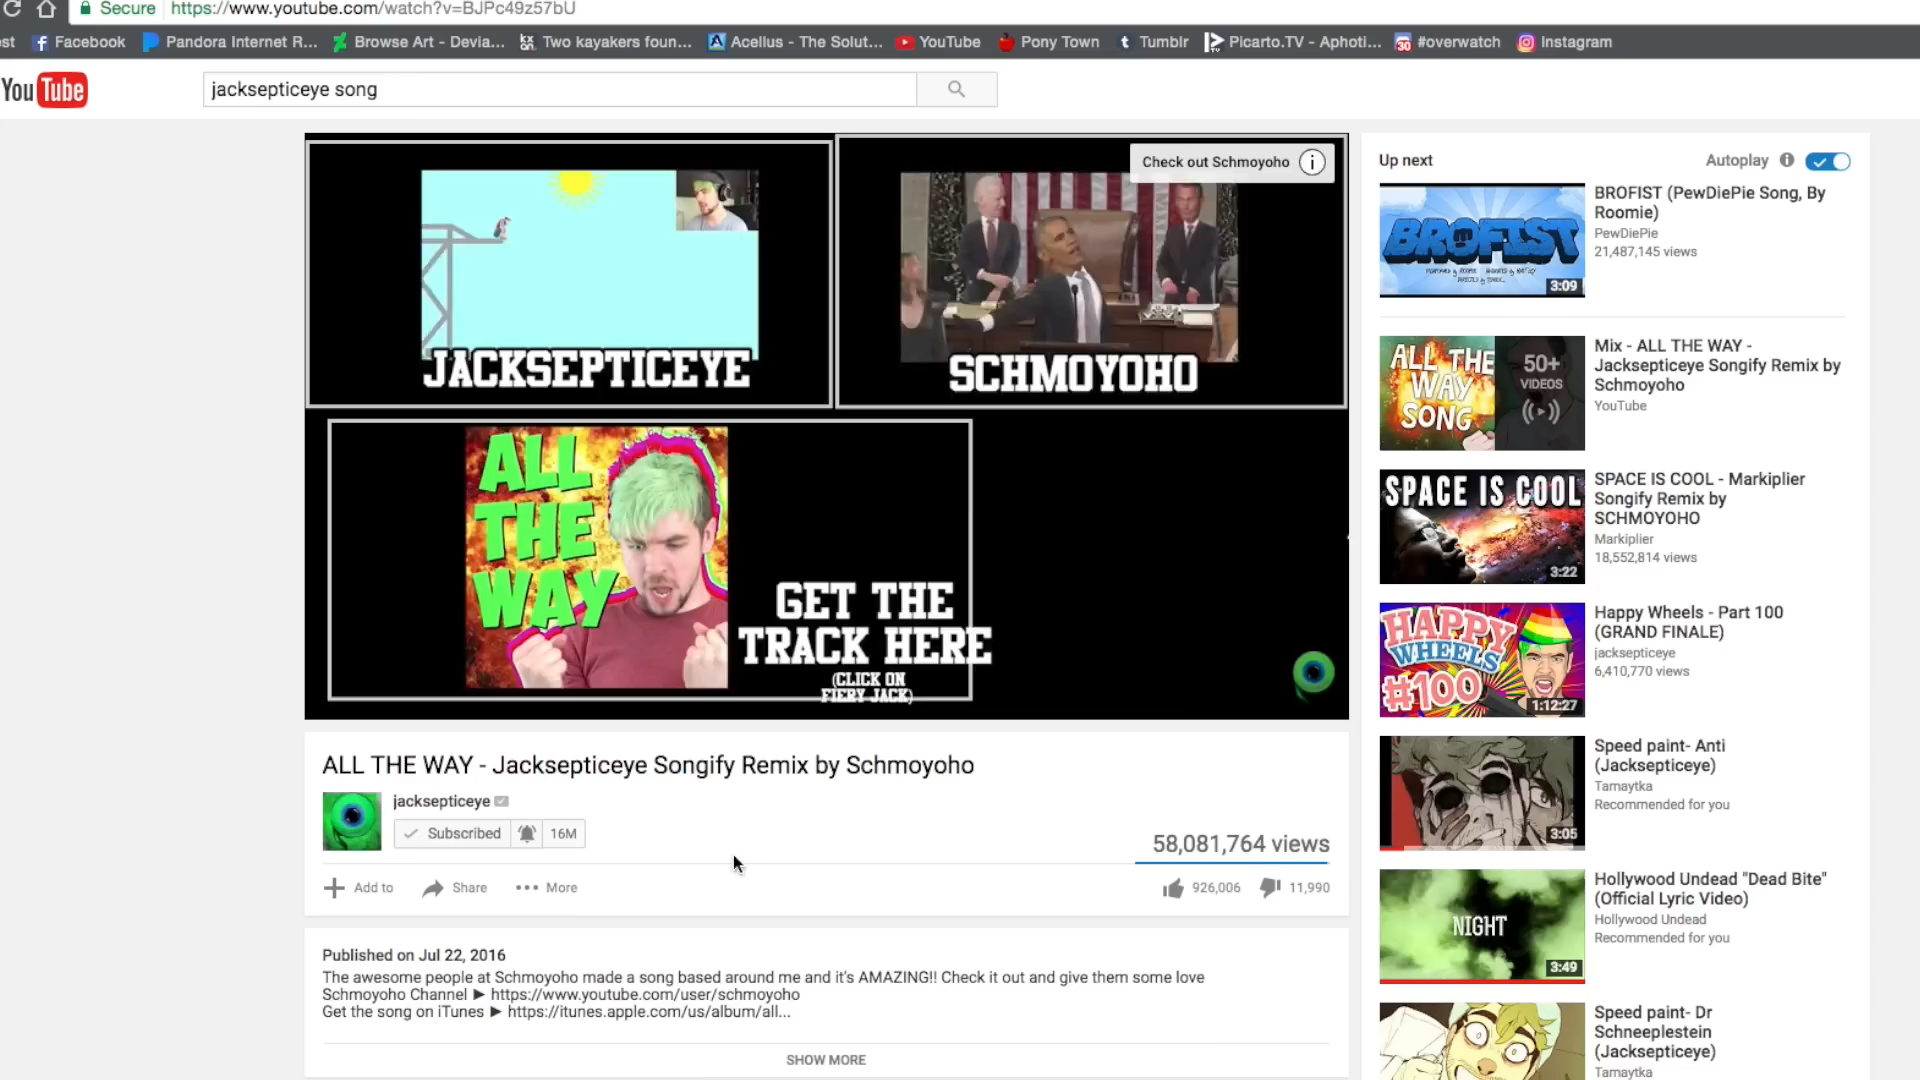 Secure https://www.youtube.com/watch?v=BJPc49z57bU
st Facebook Pandora Internet R... Browse Art - Devia... Two kayakers foun... Acellus - The Solut... YouTube Pony Town Tumblr Picarto.TV - Aphoti... #overwatch Instagram
YouTube
jacksepticeye song
Check out Schmoyoho
JACKSEPTICEYE
SCHMOYOHO
ALL
THE
WAY
GET THE
TRACK HERE
(CLICK ON
FIERY JACK)
ALL THE WAY - Jacksepticeye Songify Remix by Schmoyoho
jacksepticeye
Subscribed 16M
58,081,764 views
Add to Share More
926,006 11,990
Published on Jul 22, 2016
The awesome people at Schmoyoho made a song based around me and it's AMAZING!! Check it out and give them some love
Schmoyoho Channel ► https://www.youtube.com/user/schmoyoho
Get the song on iTunes ► https://itunes.apple.com/us/album/all...
SHOW MORE
Up next
Autoplay
BROFIST
3:09
BROFIST (PewDiePie Song, By
Roomie)
PewDiePie
21,487,145 views
ALL THE
WAY
SONG
50+
VIDEOS
Mix - ALL THE WAY -
Jacksepticeye Songify Remix by
Schmoyoho
YouTube
SPACE IS COOL
3:22
SPACE IS COOL - Markiplier
Songify Remix by
SCHMOYOHO
Markiplier
18,552,814 views
HAPPY
WHEELS
#100
1:12:27
Happy Wheels - Part 100
(GRAND FINALE)
jacksepticeye
6,410,770 views
3:05
Speed paint- Anti
(Jacksepticeye)
Tamaytka
Recommended for you
NIGHT
3:49
Hollywood Undead "Dead Bite"
(Official Lyric Video)
Hollywood Undead
Recommended for you
Speed paint- Dr
Schneeplestein
(Jacksepticeye)
Tamaytka